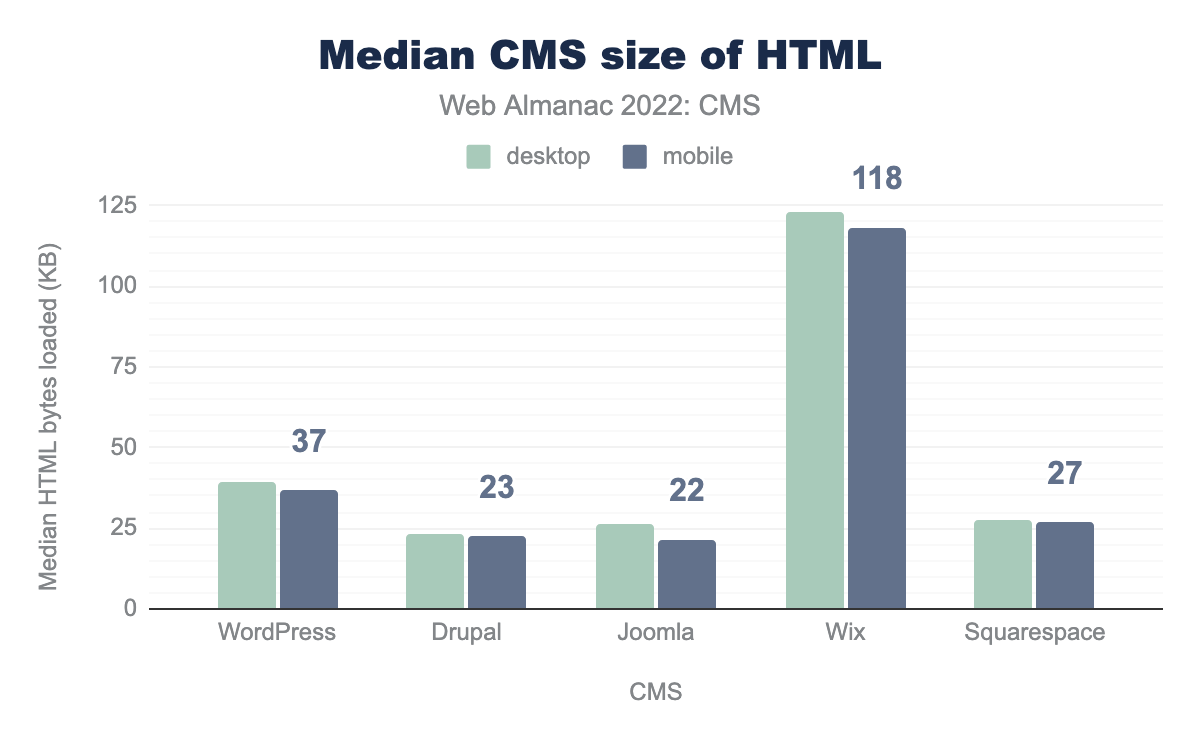 Median CMS size of HTML
Web Almanac 2022: CMS
desktop mobile
Median HTML bytes loaded (KB)
125
100
75
50
25
0
37
23
22
118
27
WordPress Drupal Joomla Wix Squarespace
CMS